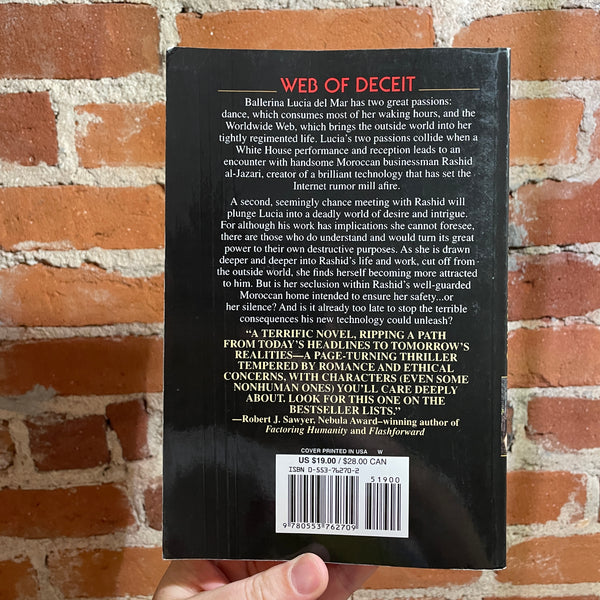 WEB OF DECEIT
Ballerina Lucia del Mar has two great passions:
dance, which consumes most of her waking hours, and the
Worldwide Web, which brings the outside world into her
tightly regimented life. Lucia's two passions collide when a
White House performance and reception leads to an
encounter with handsome Moroccan businessman Rashid
al-Jazari, creator of a brilliant technology that has set the
Internet rumor mill afire.
A second, seemingly chance meeting with Rashid will
plunge Lucia into a deadly world of desire and intrigue.
For although his work has implications she cannot foresee,
there are those who do understand and would turn its great
power to their own destructive purposes. As she is drawn
deeper and deeper into Rashid's life and work, cut off from
the outside world, she finds herself becoming more attracted
to him. But is her seclusion within Rashid's well-guarded
Moroccan home intended to ensure her safety...or
her silence? And is it already too late to stop the terrible
consequences his new technology could unleash?
"A TERRIFIC NOVEL, RIPPING A PATH
FROM TODAY'S HEADLINES TO TOMORROW'S
REALITIES—A PAGE-TURNING THRILLER
TEMPERED BY ROMANCE AND ETHICAL
CONCERNS, WITH CHARACTERS (EVEN SOME
NONHUMAN ONES) YOU'LL CARE DEEPLY
ABOUT. LOOK FOR THIS ONE ON THE
BESTSELLER LISTS."
—Robert J. Sawyer, Nebula Award–winning author of
Factoring Humanity and Flashforward
COVER PRINTED IN USA W
US $19.00 / $28.00 CAN
ISBN 0-553-76270-2
51900
9 780553 762709